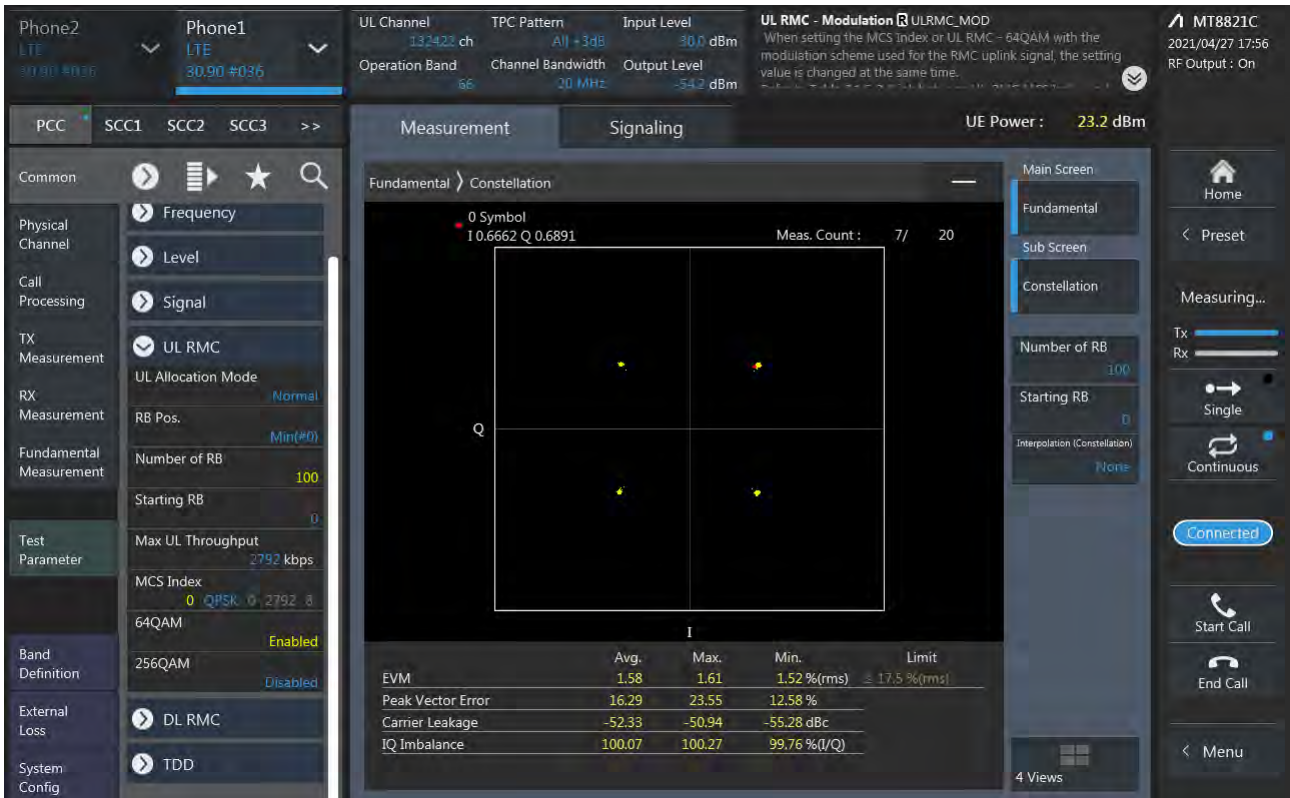 Phone2
LTE
30.90 #036
Phone1
LTE
30.90 #036
UL Channel
132422 ch
TPC Pattern
All +3dB
Input Level
30.0 dBm
Operation Band
66
Channel Bandwidth
20 MHz
Output Level
-54.2 dBm
UL RMC - Modulation R ULRMC_MOD
When setting the MCS Index or UL RMC - 64QAM with the
modulation scheme used for the RMC uplink signal, the setting
value is changed at the same time.
MT8821C
2021/04/27 17:56
RF Output : On
PCC SCC1 SCC2 SCC3 >>
Measurement
Signaling
UE Power : 23.2 dBm
Common
Physical
Channel
Call
Processing
TX
Measurement
RX
Measurement
Fundamental
Measurement
Test
Parameter
Band
Definition
External
Loss
System
Config
Frequency
Level
Signal
UL RMC
UL Allocation Mode
Normal
RB Pos.
Min(#0)
Number of RB
100
Starting RB
0
Max UL Throughput
2792 kbps
MCS Index
0 QPSK 0 2792 8
64QAM
Enabled
256QAM
Disabled
DL RMC
TDD
Fundamental 〉 Constellation
0 Symbol
I 0.6662 Q 0.6891
Meas. Count : 7/ 20
Q
I
Avg. Max. Min. Limit
EVM 1.58 1.61 1.52 %(rms) ≤ 17.5 %(rms)
Peak Vector Error 16.29 23.55 12.58 %
Carrier Leakage -52.33 -50.94 -55.28 dBc
IQ Imbalance 100.07 100.27 99.76 %(I/Q)
Main Screen
Fundamental
Sub Screen
Constellation
Number of RB
100
Starting RB
0
Interpolation (Constellation)
None
4 Views
Home
< Preset
Measuring...
Tx
Rx
Single
Continuous
Connected
Start Call
End Call
< Menu